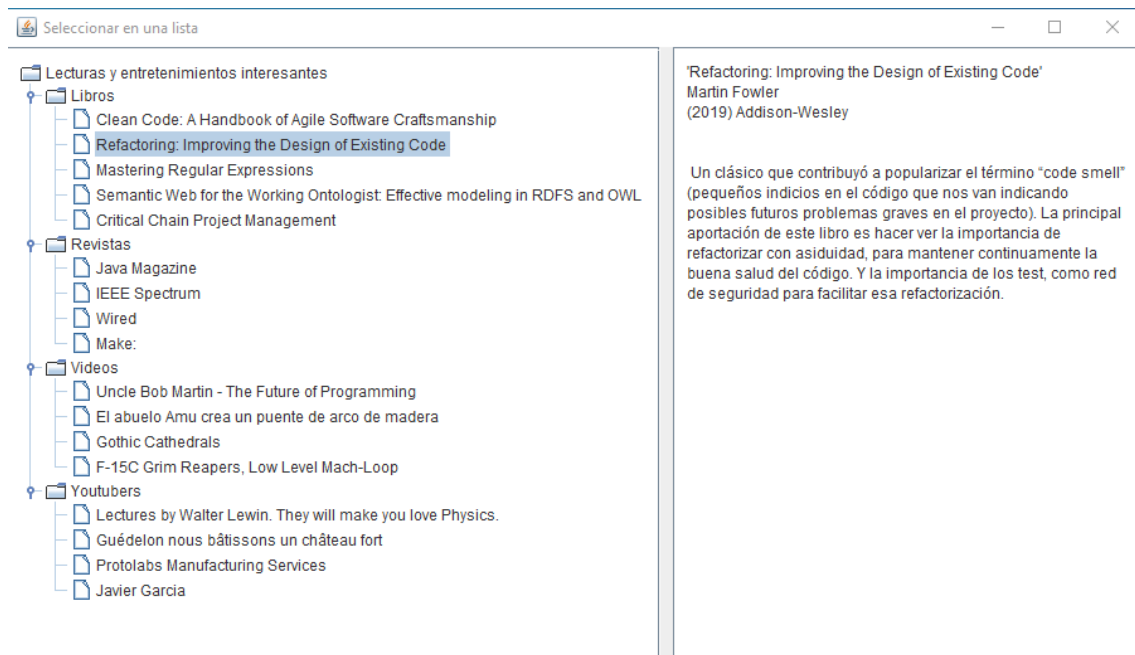 Seleccionar en una lista
Lecturas y entretenimientos interesantes
Libros
Clean Code: A Handbook of Agile Software Craftsmanship
Refactoring: Improving the Design of Existing Code
Mastering Regular Expressions
Semantic Web for the Working Ontologist: Effective modeling in RDFS and OWL
Critical Chain Project Management
Revistas
Java Magazine
IEEE Spectrum
Wired
Make:
Videos
Uncle Bob Martin - The Future of Programming
El abuelo Amu crea un puente de arco de madera
Gothic Cathedrals
F-15C Grim Reapers, Low Level Mach-Loop
Youtubers
Lectures by Walter Lewin. They will make you love Physics.
Guédelon nous bâtissons un château fort
Protolabs Manufacturing Services
Javier Garcia
'Refactoring: Improving the Design of Existing Code'
Martin Fowler
(2019) Addison-Wesley
Un clásico que contribuyó a popularizar el término “code smell”
(pequeños indicios en el código que nos van indicando
posibles futuros problemas graves en el proyecto). La principal
aportación de este libro es hacer ver la importancia de
refactorizar con asiduidad, para mantener continuamente la
buena salud del código. Y la importancia de los test, como red
de seguridad para facilitar esa refactorización.